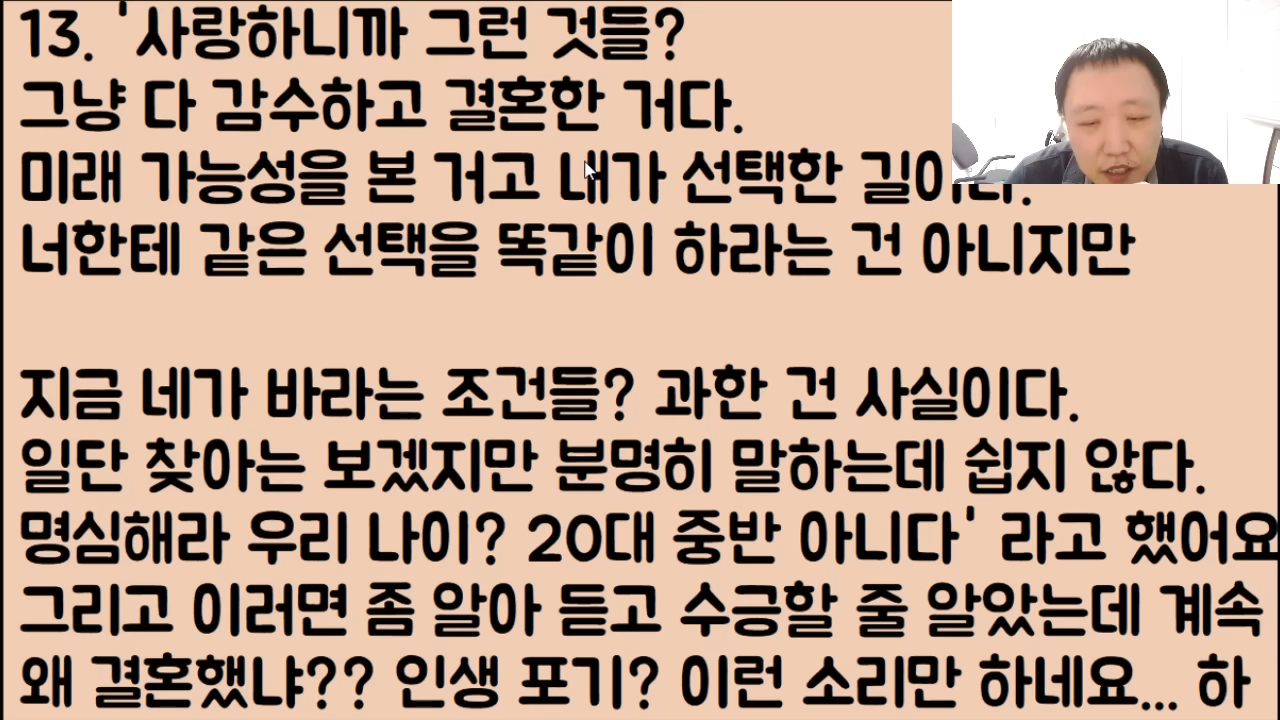 13. '사랑하니까 그런 것들?
그냥 다 감수하고 결혼한 거다.
미래 가능성을 본 거고 내가 선택한
너한테 같은 선택을 똑같이 하라는 건 아니지만
지금 네가 바라는 조건들? 과한 건 사실이다.
일단 찾아는 보겠지만 분명히 말하는데 쉽지 않다.
명심해라 우리 나이? 20대 중반 아니다' 라고 했어요
그리고 이러면 좀 알아 듣고 수긍할 줄 알았는데 계속
왜 결혼했냐?? 인생 포기? 이런 소리만 하네요... 하